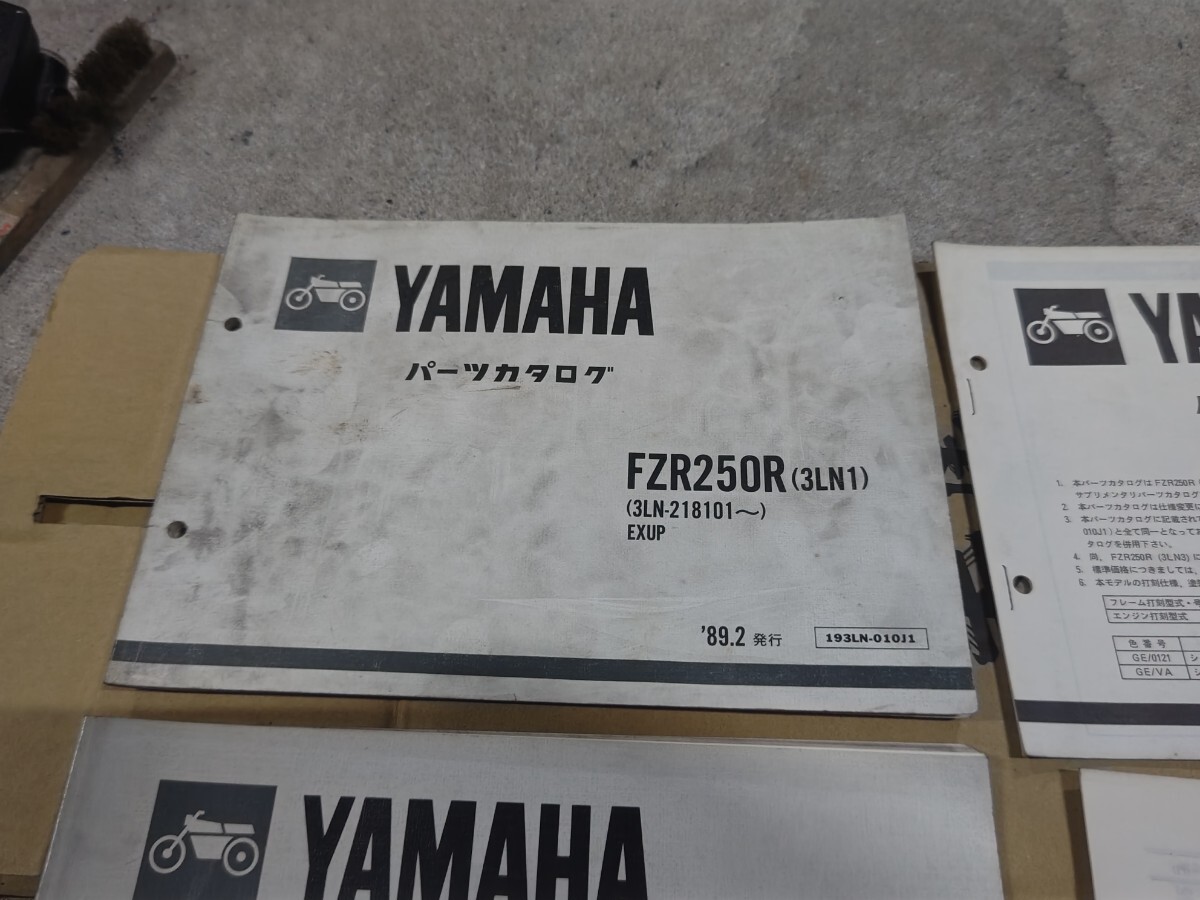 YAMAHA
パーツカタログ
FZR250R (3LN1)
(3LN-218101～)
EXUP
'89.2 発行
193LN-010J1
1. 本パーツカタログは FZR250R
サプリメンタリパーツカタログ
2. 本パーツカタログは仕様変更に
3. 本パーツカタログに記載され
010J1) と全て同一となってお
タログを併用下さい。
4. 尚、FZR250R (3LN3) に
5. 標準価格につきましては、
6. 本モデルの打刻仕様、塗
フレーム打刻型式・号
エンジン打刻型式
色番号
GE/0121
GE/VA
YAMAHA